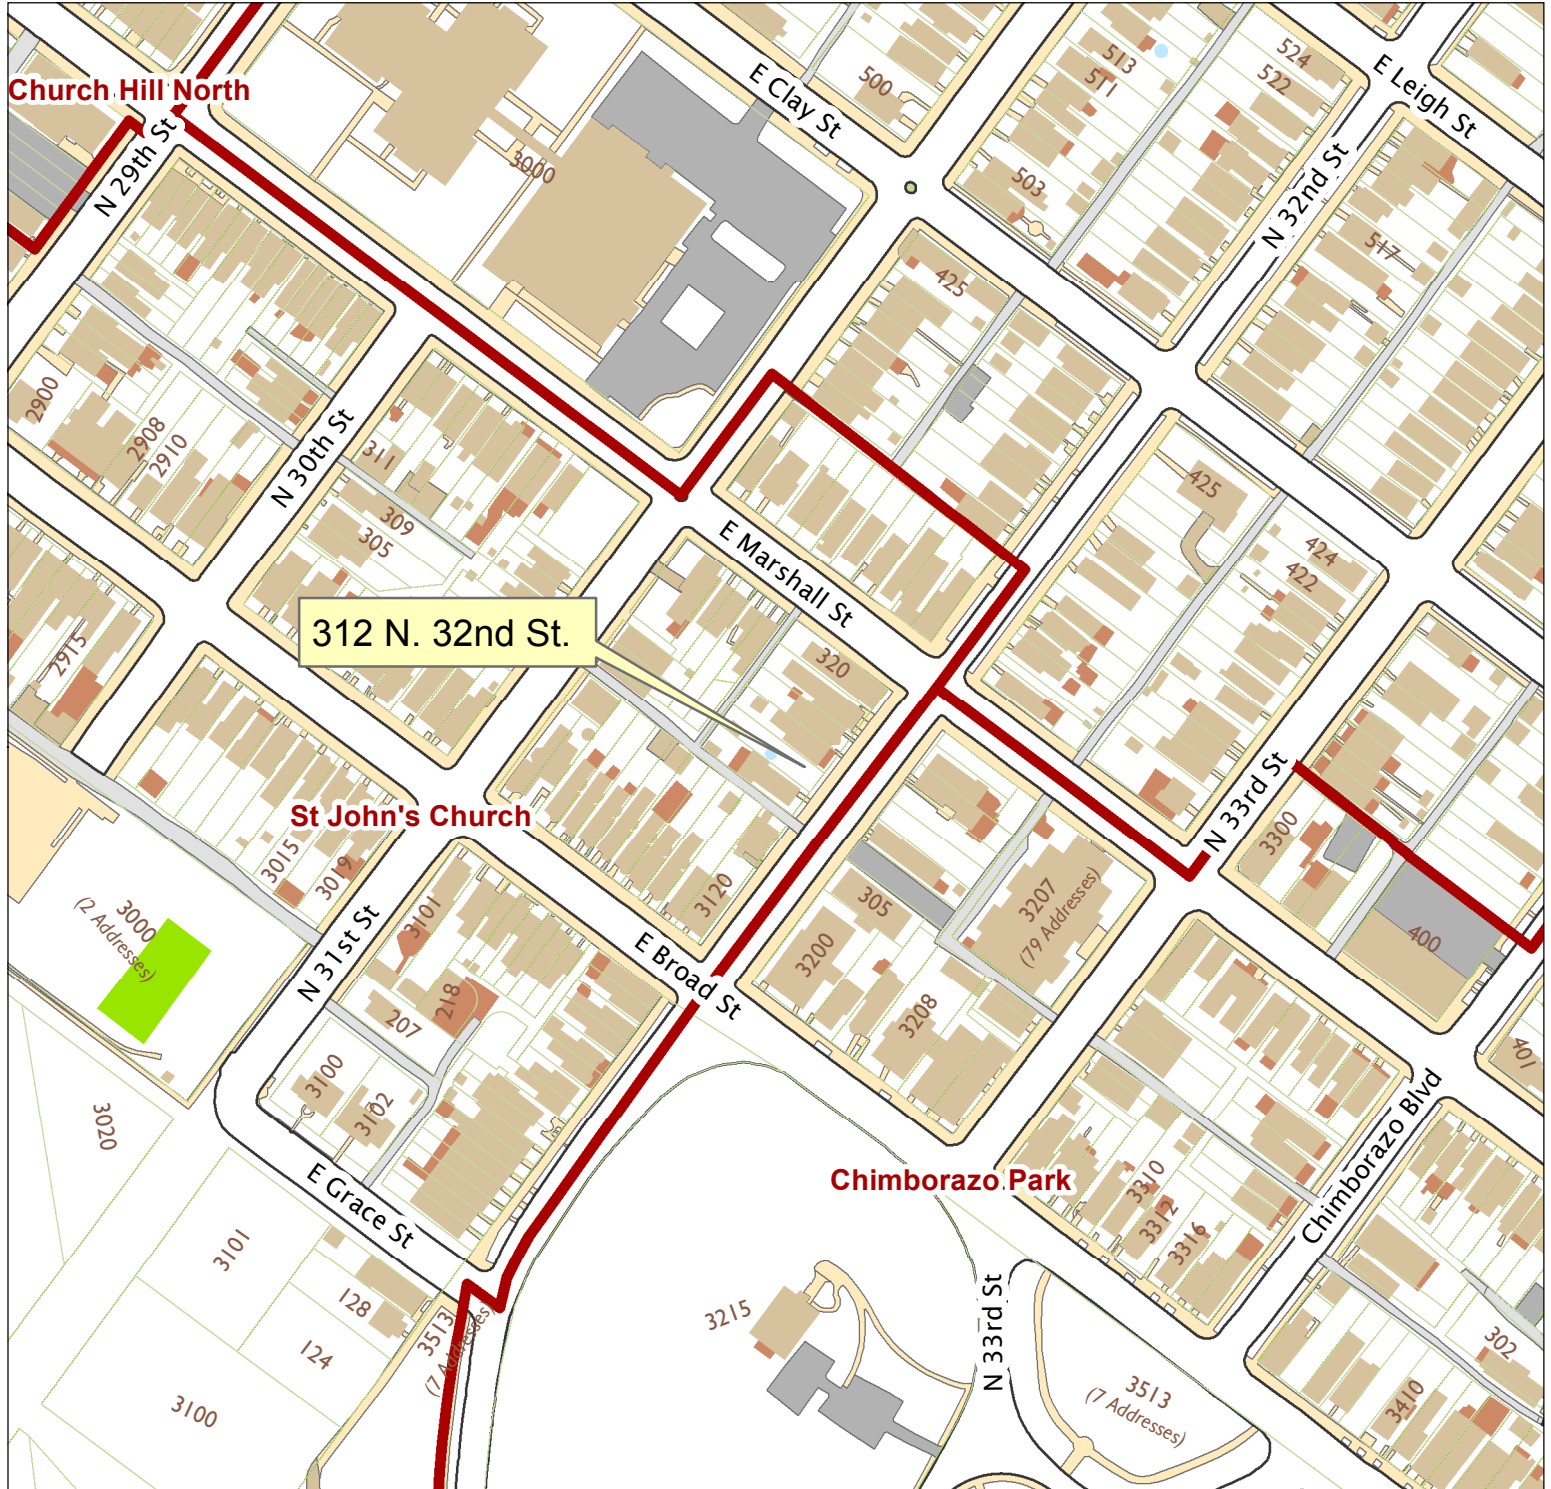 Church Hill North
N 29th St
E Clay St
E Leigh St
N 32nd St
500
513
511
524
522
503
517
3000
425
2900
2908
2910
N 30th St
311
309
305
E Marshall St
425
424
422
312 N. 32nd St.
320
2915
St John's Church
N 33rd St
3300
3015
3019
3120
305
3207
(79 Addresses)
400
3000
(2 Addresses)
N 31st St
3101
218
207
E Broad St
3200
3208
401
3100
3102
3020
E Grace St
Chimborazo Park
Chimborazo Blvd
3310
3312
3316
3101
128
124
3513
(7 Addresses)
3215
N 33rd St
3513
(7 Addresses)
302
3410
3100